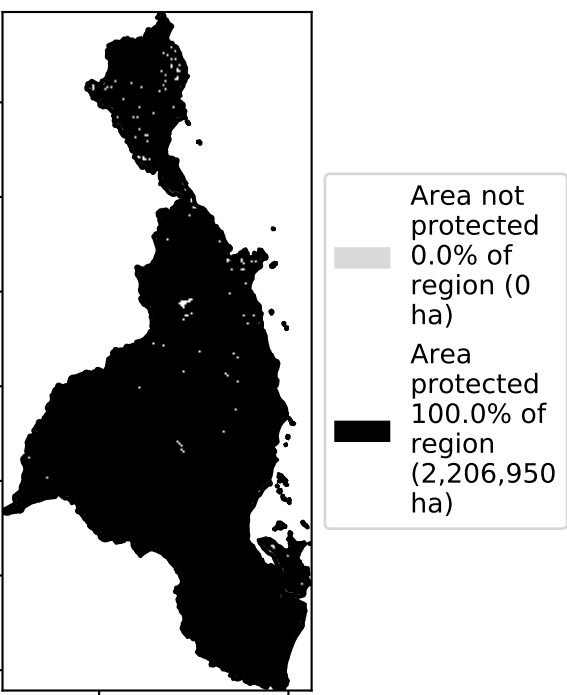 Area not
protected
0.0% of
region (0
ha)
Area
protected
100.0% of
region
(2,206,950
ha)